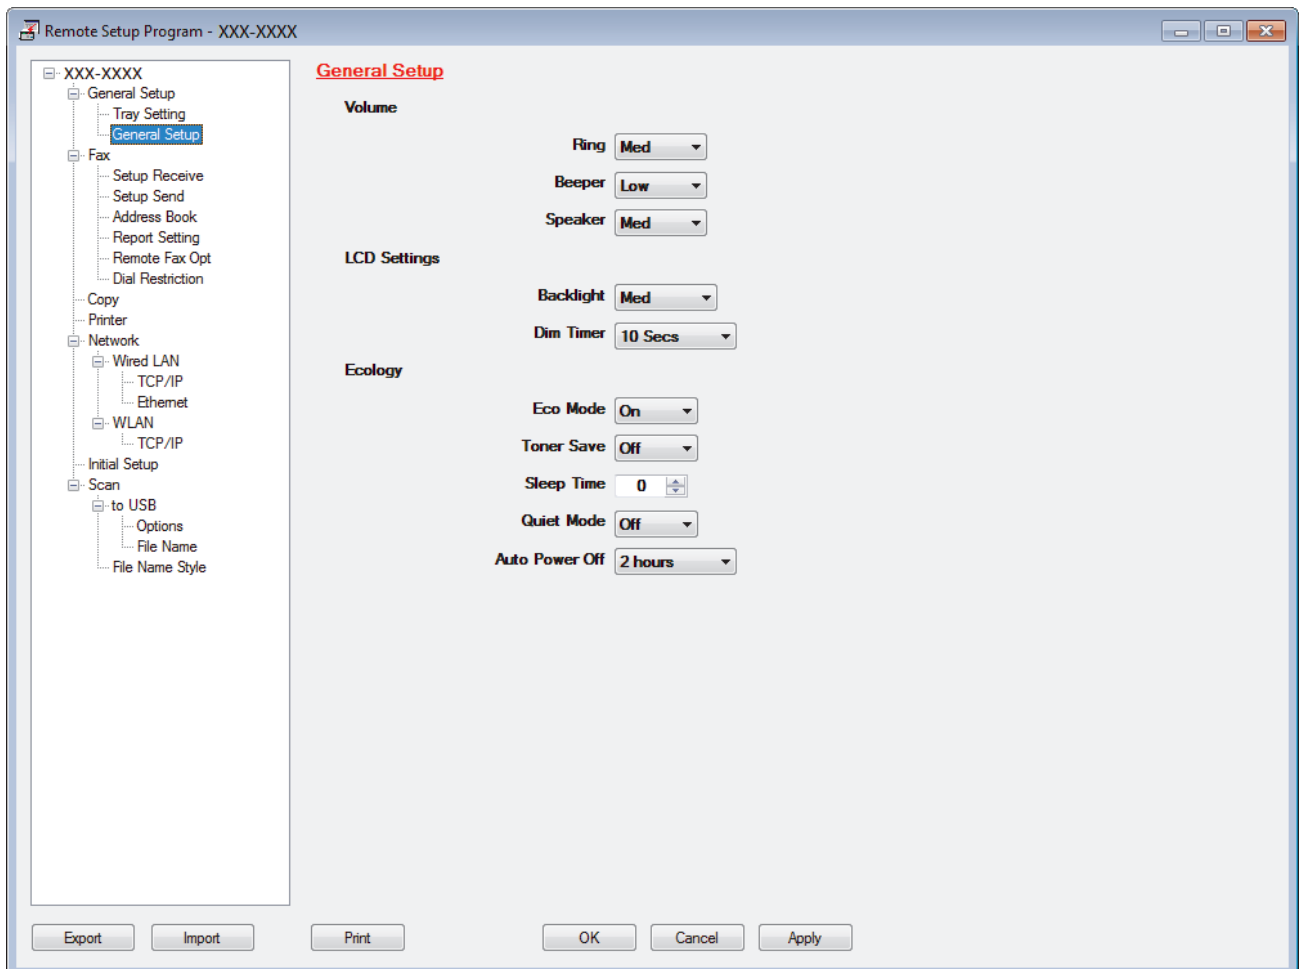 Remote Setup Program - XXX-XXXX
XXX-XXXX
General Setup
Tray Setting
General Setup
Fax
Setup Receive
Setup Send
Address Book
Report Setting
Remote Fax Opt
Dial Restriction
Copy
Printer
Network
Wired LAN
TCP/IP
Ethernet
WLAN
TCP/IP
Initial Setup
Scan
to USB
Options
File Name
File Name Style
General Setup
Volume
Ring Med
Beeper Low
Speaker Med
LCD Settings
Backlight Med
Dim Timer 10 Secs
Ecology
Eco Mode On
Toner Save Off
Sleep Time 0
Quiet Mode Off
Auto Power Off 2 hours
Export Import Print OK Cancel Apply